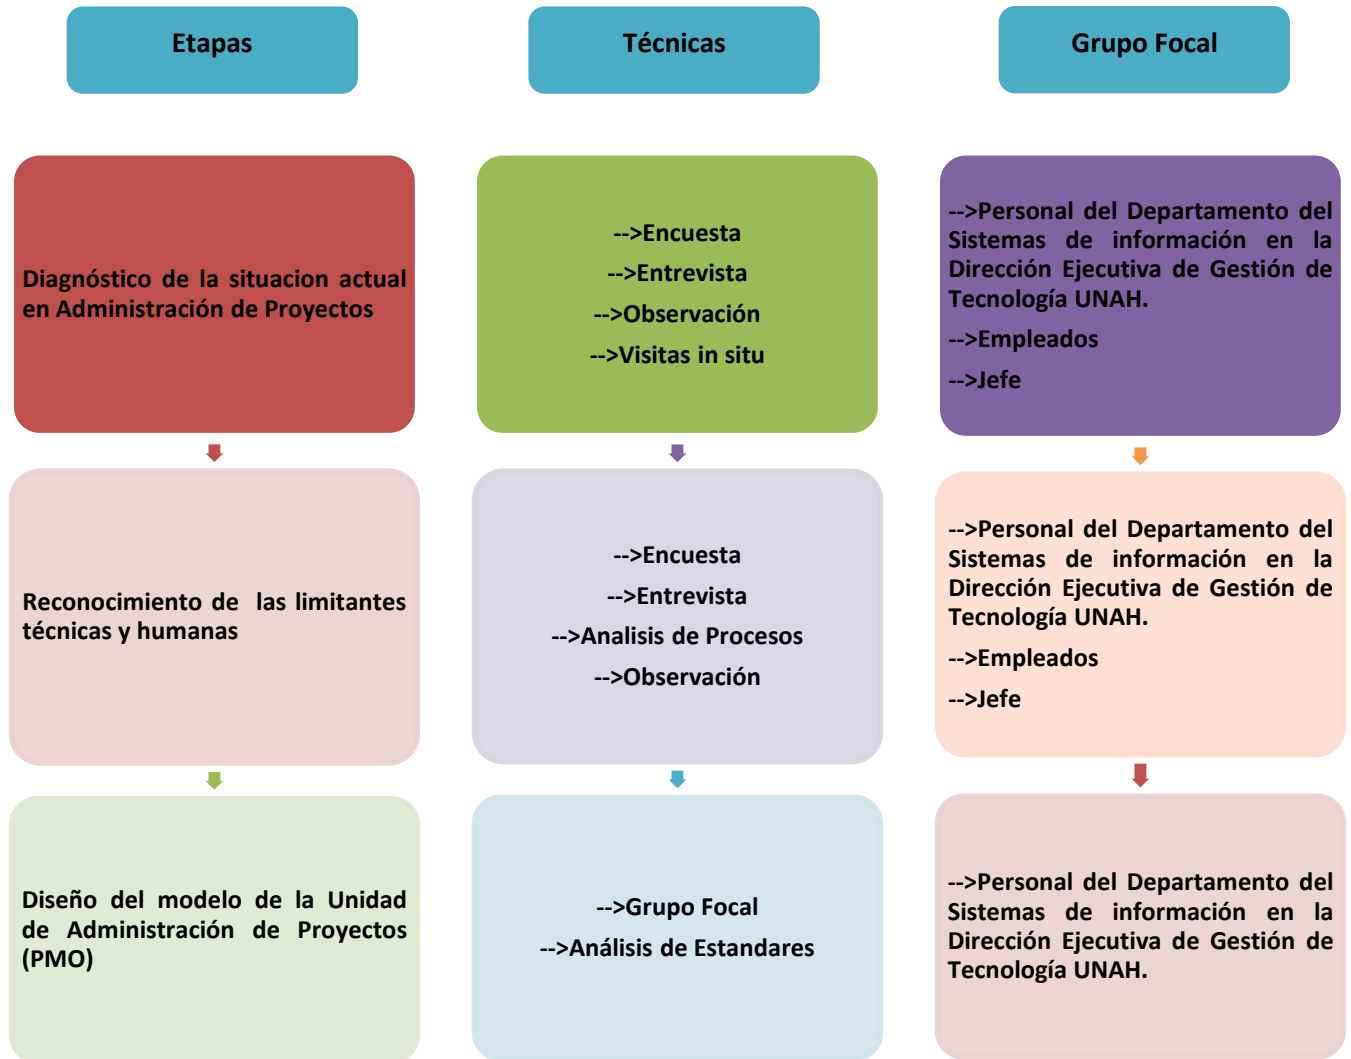 Etapas
Técnicas
Grupo Focal
Diagnóstico de la situacion actual
en Administración de Proyectos
-->Encuesta
-->Entrevista
-->Observación
-->Visitas in situ
-->Personal del Departamento del
Sistemas de información en la
Dirección Ejecutiva de Gestión de
Tecnología UNAH.
-->Empleados
-->Jefe
Reconocimiento de las limitantes
técnicas y humanas
-->Encuesta
-->Entrevista
-->Analisis de Procesos
-->Observación
-->Personal del Departamento del
Sistemas de información en la
Dirección Ejecutiva de Gestión de
Tecnología UNAH.
-->Empleados
-->Jefe
Diseño del modelo de la Unidad
de Administración de Proyectos
(PMO)
-->Grupo Focal
-->Análisis de Estandares
-->Personal del Departamento del
Sistemas de información en la
Dirección Ejecutiva de Gestión de
Tecnología UNAH.